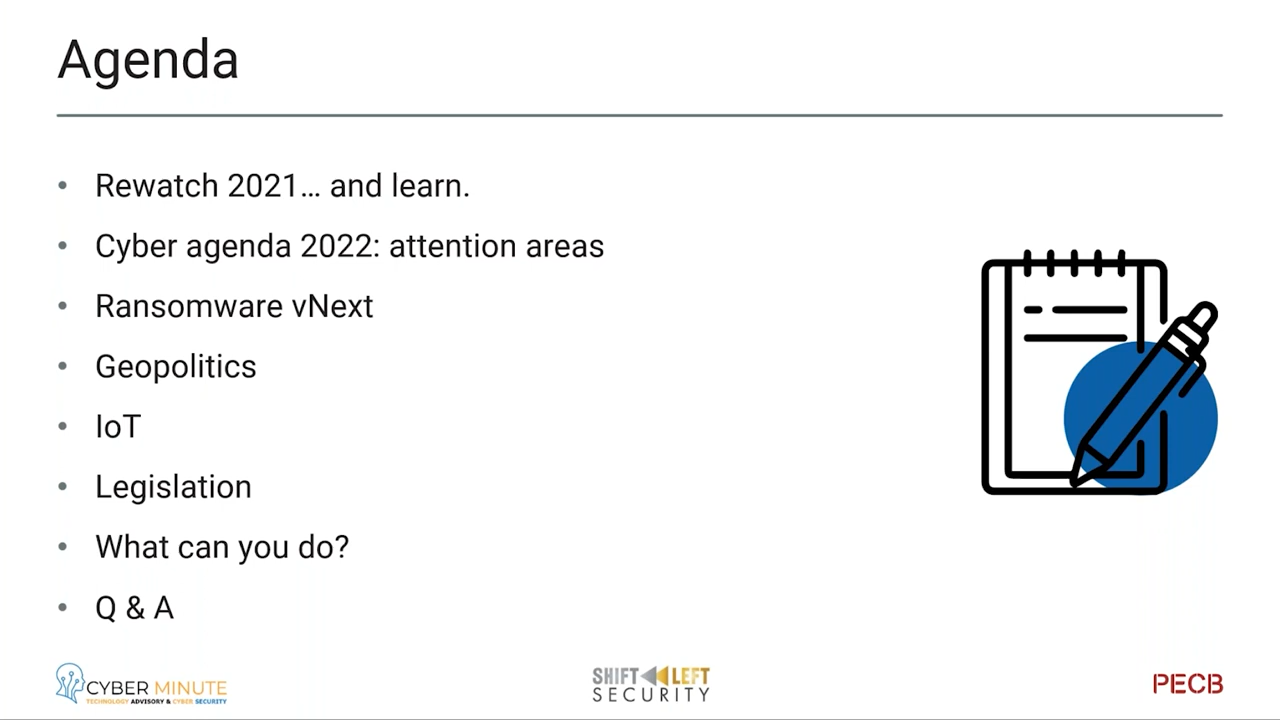 Agenda
• Rewatch 2021... and learn.
• Cyber agenda 2022: attention areas
• Ransomware vNext
• Geopolitics
• IoT
• Legislation
• What can you do?
• Q & A
CYBER MINUTE
TECHNOLOGY ADVISORY & CYBER SECURITY
SHIFT LEFT
SECURITY
PECB